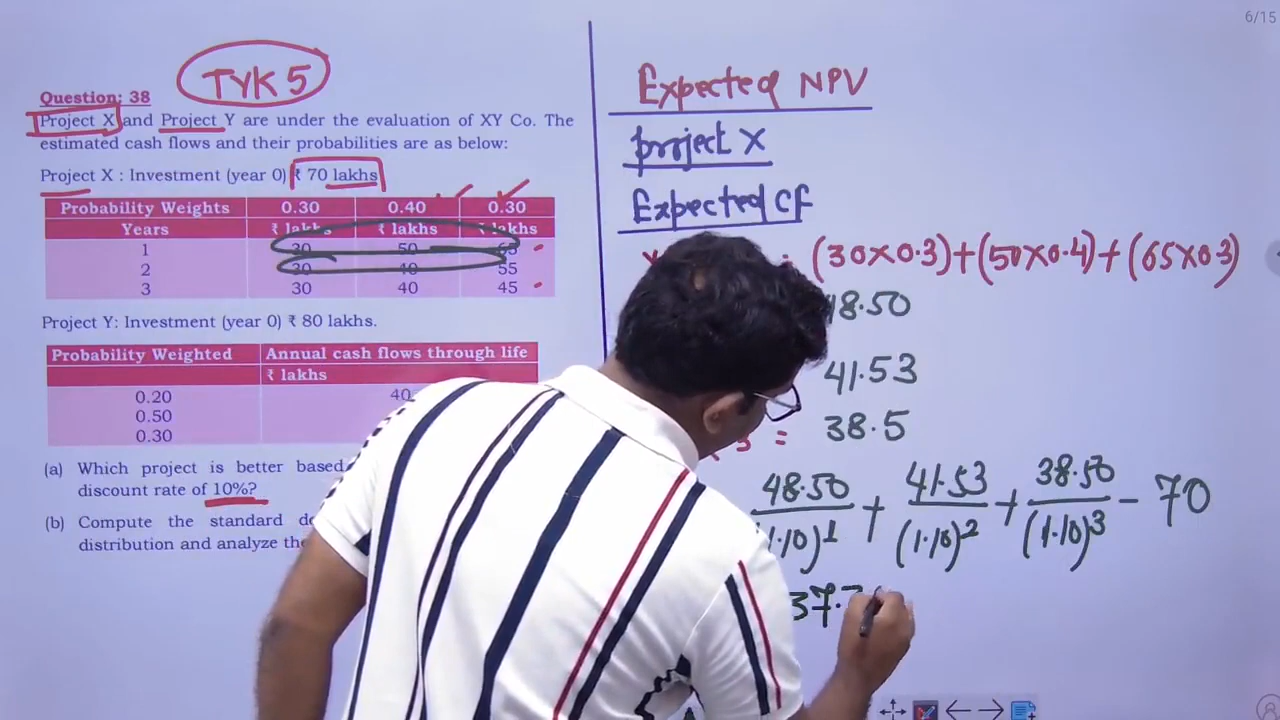 6/15
TYK 5
Question: 38
Project X and Project Y are under the evaluation of XY Co. The
estimated cash flows and their probabilities are as below:
Project X : Investment (year 0) ₹ 70 lakhs
Probability Weights 0.30 0.40 0.30
Years ₹ lakhs ₹ lakhs ₹ lakhs
1 30 50 65
2 30 40 55
3 30 40 45
Project Y: Investment (year 0) ₹ 80 lakhs.
Probability Weighted Annual cash flows through life
₹ lakhs
0.20 40
0.50
0.30
(a) Which project is better based
discount rate of 10%?
(b) Compute the standard
distribution and analyze the
Expected NPV
project X
Expected CF
= (30×0.3)+(50×0.4)+(65×0.3)
48.50
41.53
3 = 38.5
48.50/(1.10)^1 + 41.53/(1.10)^2 + 38.50/(1.10)^3 - 70
37.